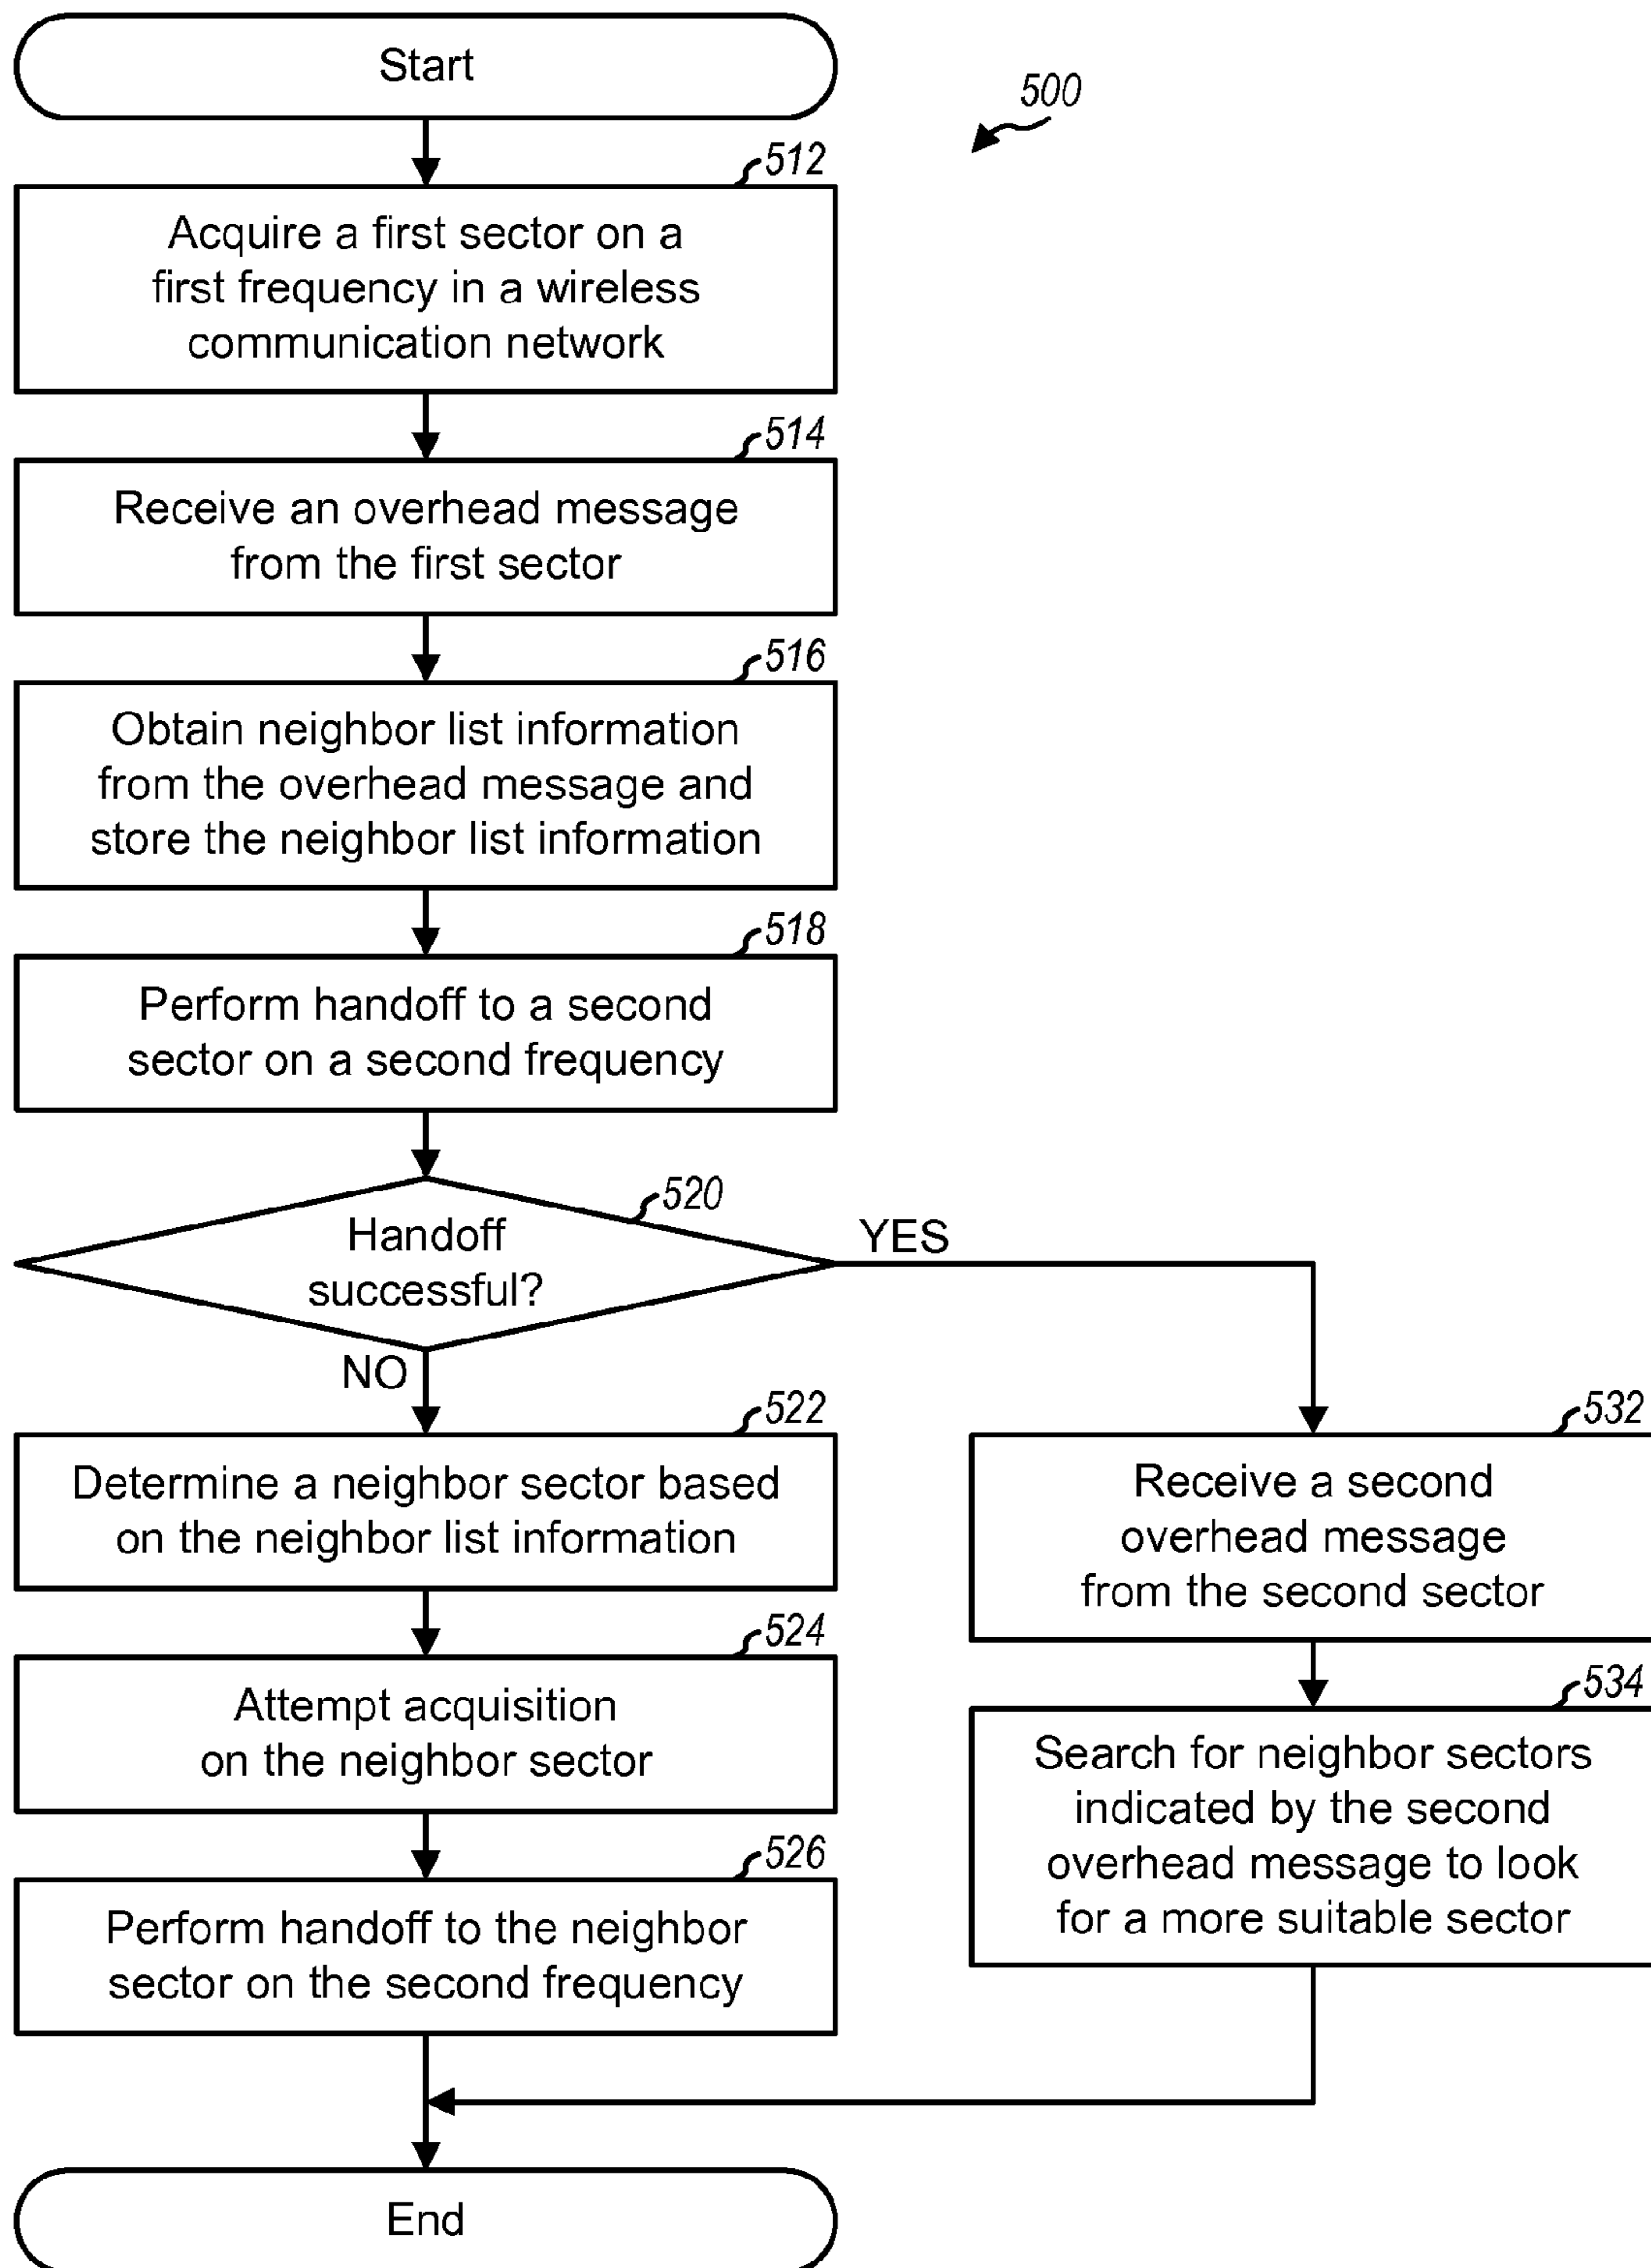 Start
500
512
Acquire a first sector on a
first frequency in a wireless
communication network
514
Receive an overhead message
from the first sector
516
Obtain neighbor list information
from the overhead message and
store the neighbor list information
518
Perform handoff to a second
sector on a second frequency
520
Handoff
successful?
YES
NO
522
Determine a neighbor sector based
on the neighbor list information
524
Attempt acquisition
on the neighbor sector
526
Perform handoff to the neighbor
sector on the second frequency
532
Receive a second
overhead message
from the second sector
534
Search for neighbor sectors
indicated by the second
overhead message to look
for a more suitable sector
End